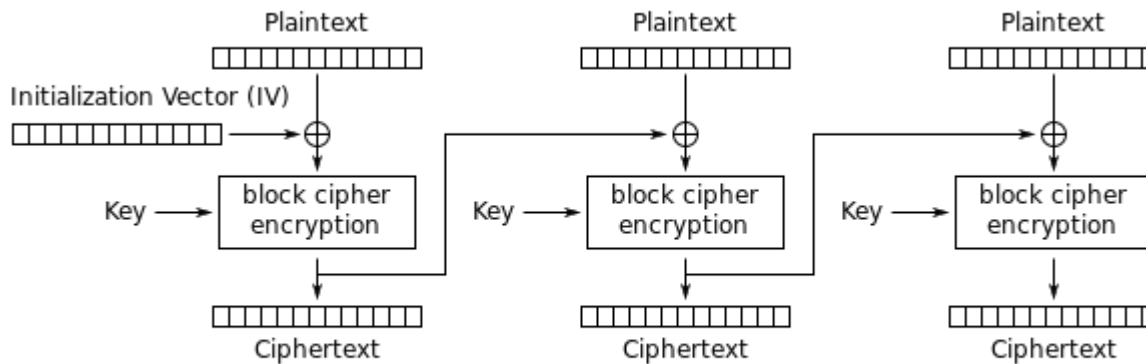 Plaintext
Plaintext
Plaintext
Initialization Vector (IV)
Key
block cipher
encryption
Key
block cipher
encryption
Key
block cipher
encryption
Ciphertext
Ciphertext
Ciphertext